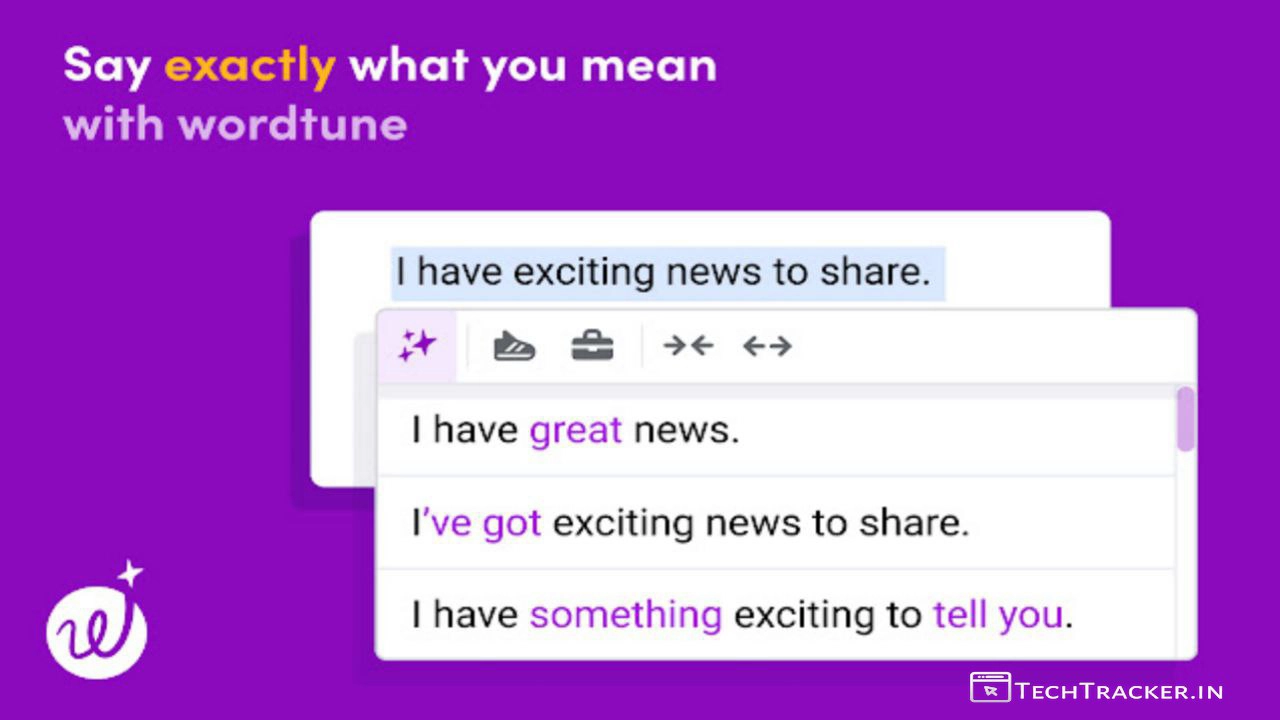 Say exactly what you mean
with wordtune
I have exciting news to share.
I have great news.
I've got exciting news to share.
I have something exciting to tell you.
w
TECHTRACKER.IN